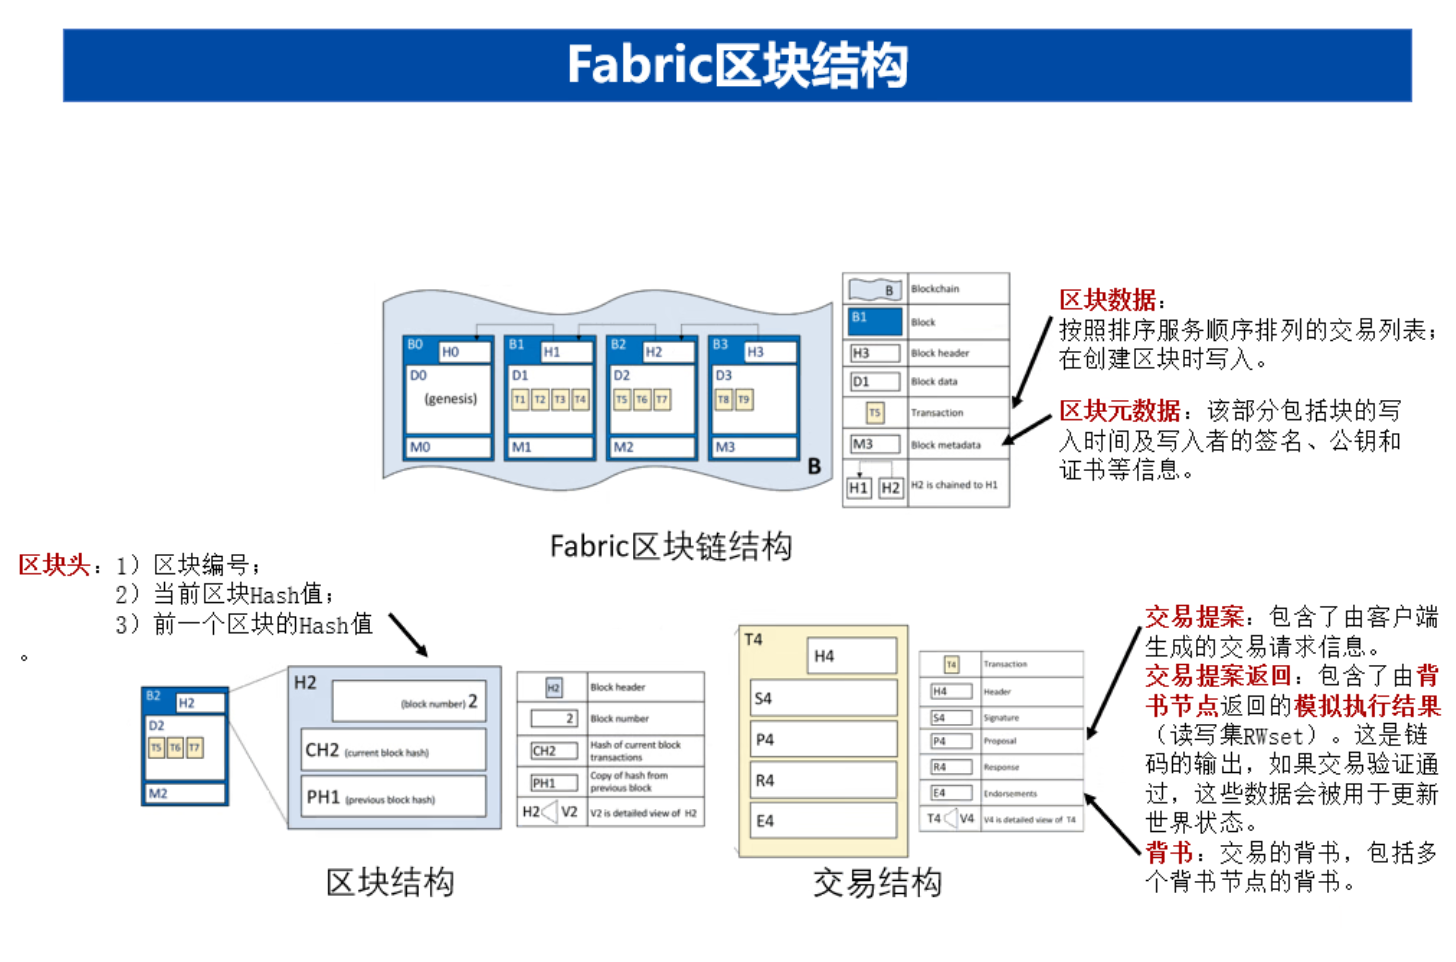 Fabric区块结构
B0
H0
D0
(genesis)
M0
B1
H1
D1
T1 T2 T3 T4
M1
B2
H2
D2
T5 T6 T7
M2
B3
H3
D3
T8 T9
M3
B
B Blockchain
B1 Block
H3 Block header
D1 Block data
T5 Transaction
M3 Block metadata
H1 H2 H2 is chained to H1
区块数据：
按照排序服务顺序排列的交易列表；
在创建区块时写入。
区块元数据：该部分包括块的写
入时间及写入者的签名、公钥和
证书等信息。
Fabric区块链结构
区块头：1）区块编号；
2）当前区块Hash值；
3）前一个区块的Hash值
。
B2
H2
D2
T5 T6 T7
M2
H2
(block number) 2
CH2 (current block hash)
PH1 (previous block hash)
H2 Block header
2 Block number
CH2 Hash of current block
transactions
PH1 Copy of hash from
previous block
H2 V2 V2 is detailed view of H2
区块结构
T4
H4
S4
P4
R4
E4
T4 Transaction
H4 Header
S4 Signature
P4 Proposal
R4 Response
E4 Endorsements
T4 V4 V4 is detailed view of T4
交易结构
交易提案：包含了由客户端
生成的交易请求信息。
交易提案返回：包含了由背
书节点返回的模拟执行结果
（读写集RWset）。这是链
码的输出，如果交易验证通
过，这些数据会被用于更新
世界状态。
背书：交易的背书，包括多
个背书节点的背书。